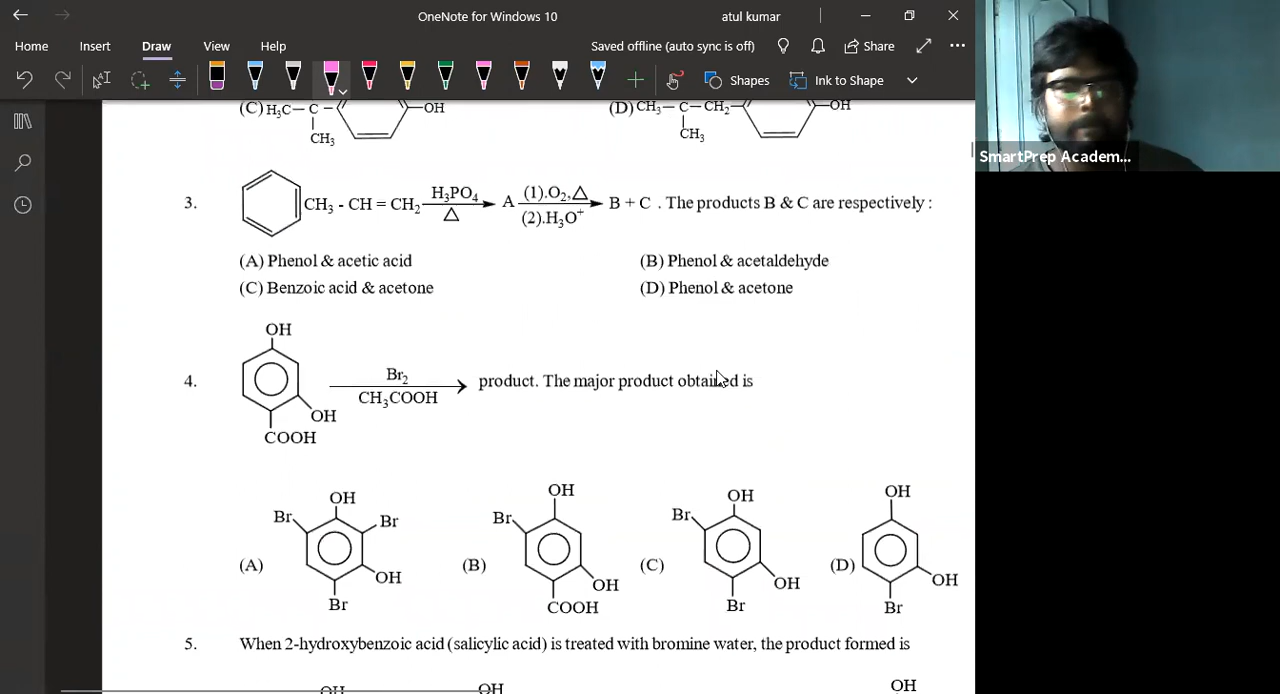 OneNote for Windows 10
atul kumar
Home Insert Draw View Help
Saved offline (auto sync is off)
Share
Shapes
Ink to Shape
SmartPrep Academ...
(C) H₃C– C – –OH
CH₃
(D) CH₃– C – CH₂– –OH
CH₃
3. CH₃ - CH = CH₂ H₃PO₄ △ A (1).O₂,△ (2).H₃O⁺ B + C . The products B & C are respectively :
(A) Phenol & acetic acid
(B) Phenol & acetaldehyde
(C) Benzoic acid & acetone
(D) Phenol & acetone
OH
4. Br₂ CH₃COOH product. The major product obtained is
OH
COOH
OH
Br Br
(A)
OH
Br
OH
Br
(B)
OH
COOH
OH
Br
(C)
OH
Br
OH
(D)
OH
Br
5. When 2-hydroxybenzoic acid (salicylic acid) is treated with bromine water, the product formed is
OH OH OH